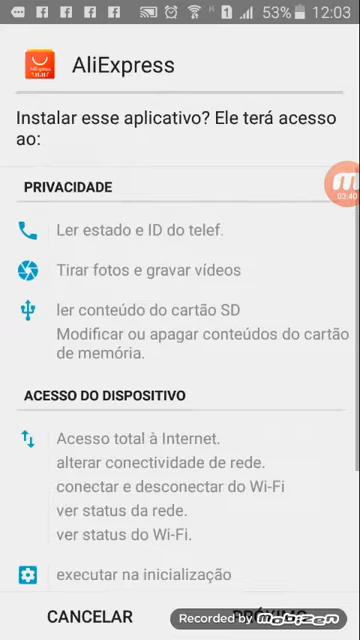 53% 12:03
AliExpress
AliExpress
11.11
Instalar esse aplicativo? Ele terá acesso
ao:
PRIVACIDADE
03:40
Ler estado e ID do telef.
Tirar fotos e gravar vídeos
ler conteúdo do cartão SD
Modificar ou apagar conteúdos do cartão
de memória.
ACESSO DO DISPOSITIVO
Acesso total à Internet.
alterar conectividade de rede.
conectar e desconectar do Wi-Fi
ver status da rede.
ver status do Wi-Fi.
executar na inicialização
CANCELAR
Recorded by mobizen